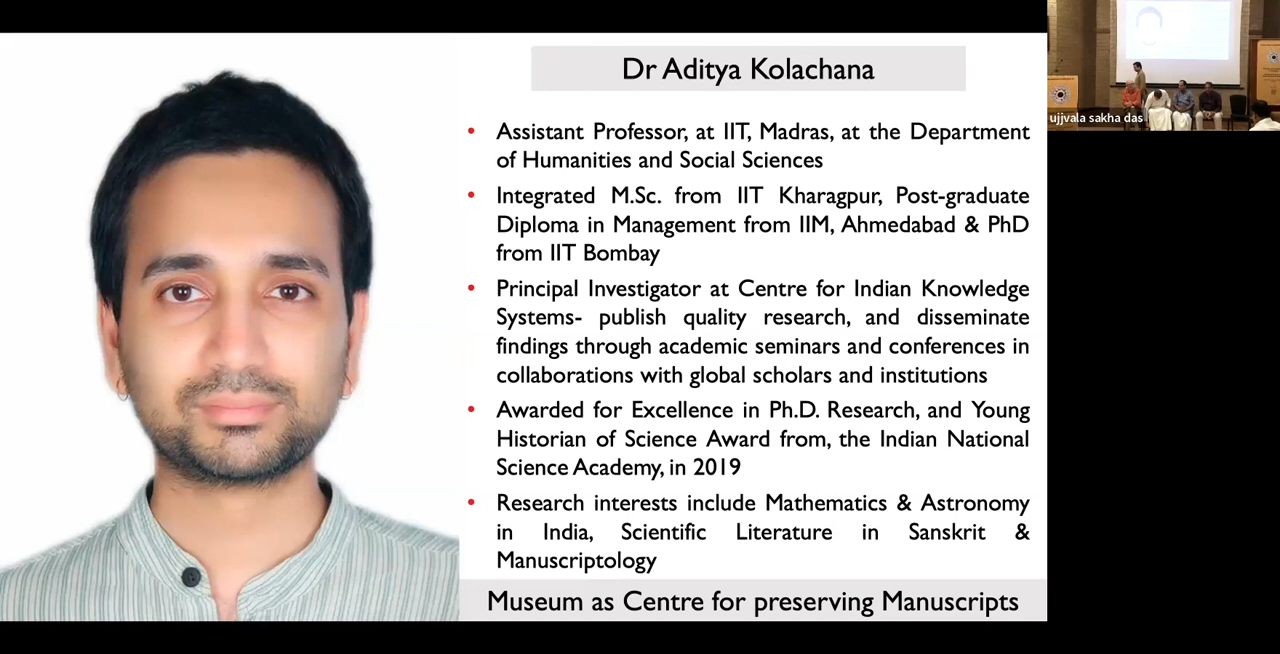 Dr Aditya Kolachana
• Assistant Professor, at IIT, Madras, at the Department
of Humanities and Social Sciences
• Integrated M.Sc. from IIT Kharagpur, Post-graduate
Diploma in Management from IIM, Ahmedabad & PhD
from IIT Bombay
• Principal Investigator at Centre for Indian Knowledge
Systems- publish quality research, and disseminate
findings through academic seminars and conferences in
collaborations with global scholars and institutions
• Awarded for Excellence in Ph.D. Research, and Young
Historian of Science Award from, the Indian National
Science Academy, in 2019
• Research interests include Mathematics & Astronomy
in India, Scientific Literature in Sanskrit &
Manuscriptology
Museum as Centre for preserving Manuscripts
ujjvala sakha das